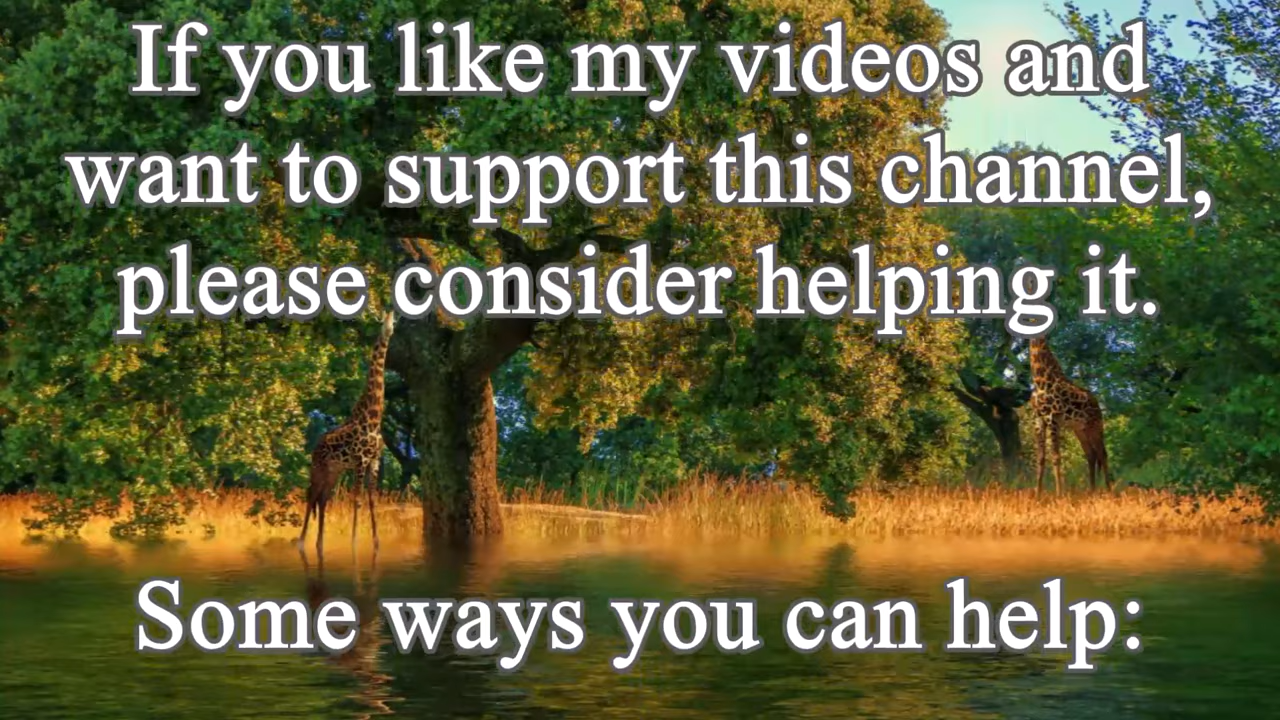 If you like my videos and
want to support this channel,
please consider helping it.
Some ways you can help: